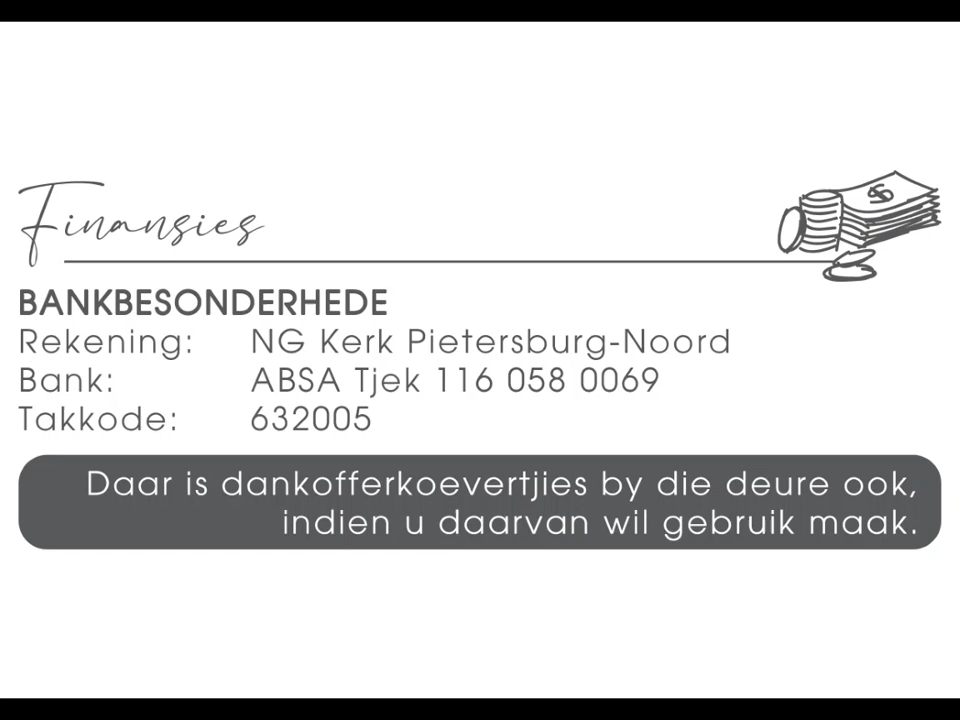 Finansies
BANKBESONDERHEDE
Rekening: NG Kerk Pietersburg-Noord
Bank: ABSA Tjek 116 058 0069
Takkode: 632005
Daar is dankofferkoevertjies by die deure ook,
indien u daarvan wil gebruik maak.